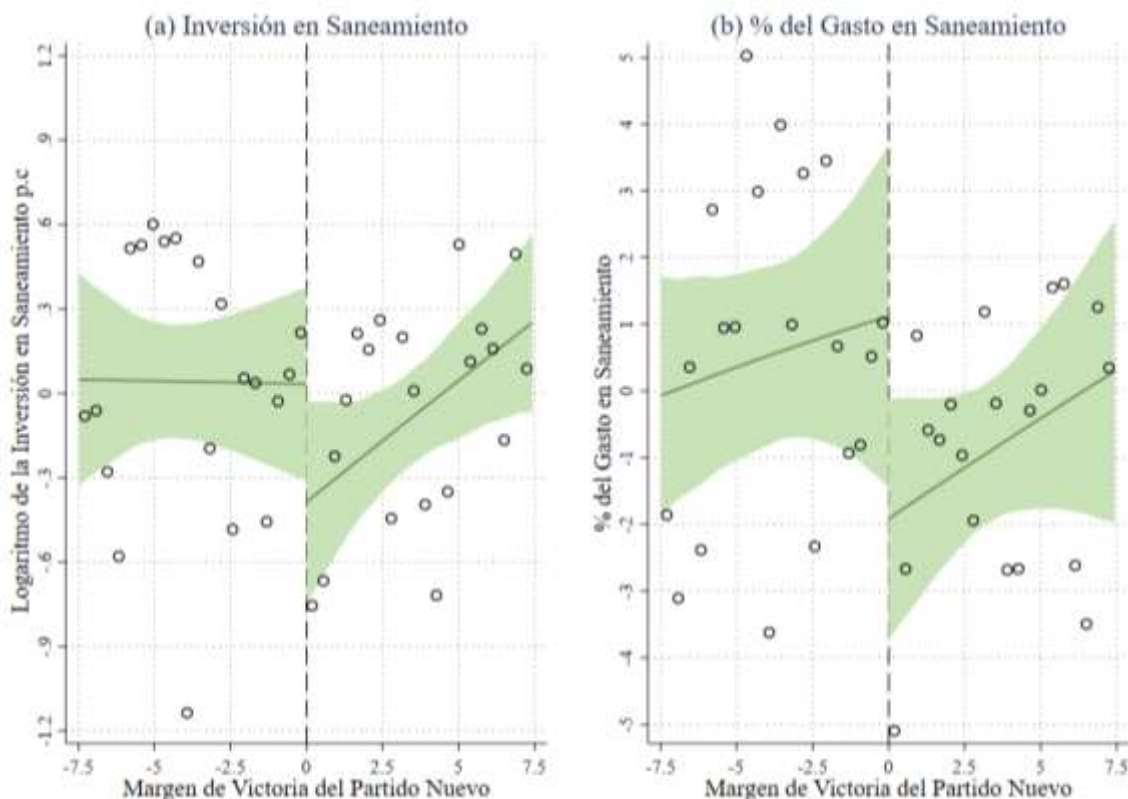 (a) Inversión en Saneamiento
Logaritmo de la Inversión en Saneamiento p.c
1.2
.9
.6
.3
0
-.3
-.6
-.9
-1.2
-7.5 -5 -2.5 0 2.5 5 7.5
Margen de Victoria del Partido Nuevo
(b) % del Gasto en Saneamiento
% del Gasto en Saneamiento
5
4
3
2
1
0
-1
-2
-3
-4
-5
-7.5 -5 -2.5 0 2.5 5 7.5
Margen de Victoria del Partido Nuevo